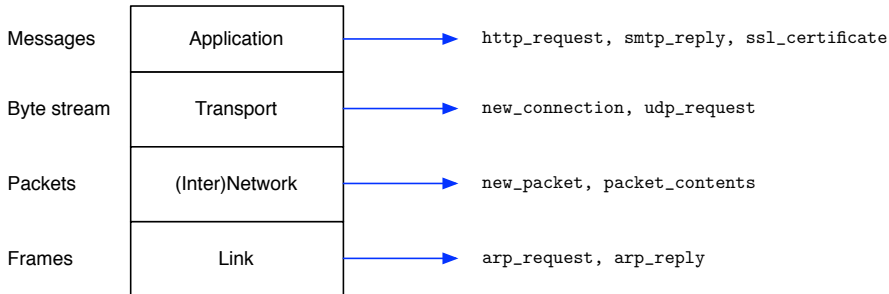 Messages Application http_request, smtp_reply, ssl_certificate
Byte stream Transport new_connection, udp_request
Packets (Inter)Network new_packet, packet_contents
Frames Link arp_request, arp_reply